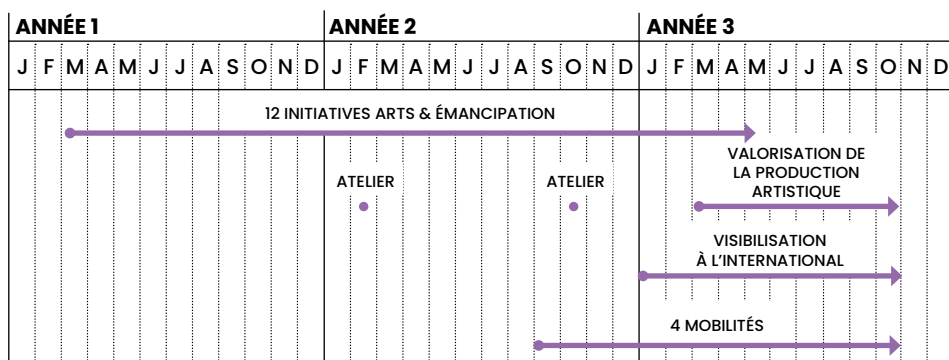 ANNÉE 1 ANNÉE 2 ANNÉE 3
J F M A M J J A S O N D J F M A M J J A S O N D J F M A M J J A S O N D
12 INITIATIVES ARTS & ÉMANCIPATION
VALORISATION DE
LA PRODUCTION
ARTISTIQUE
ATELIER ATELIER
VISIBILISATION
À L’INTERNATIONAL
4 MOBILITÉS